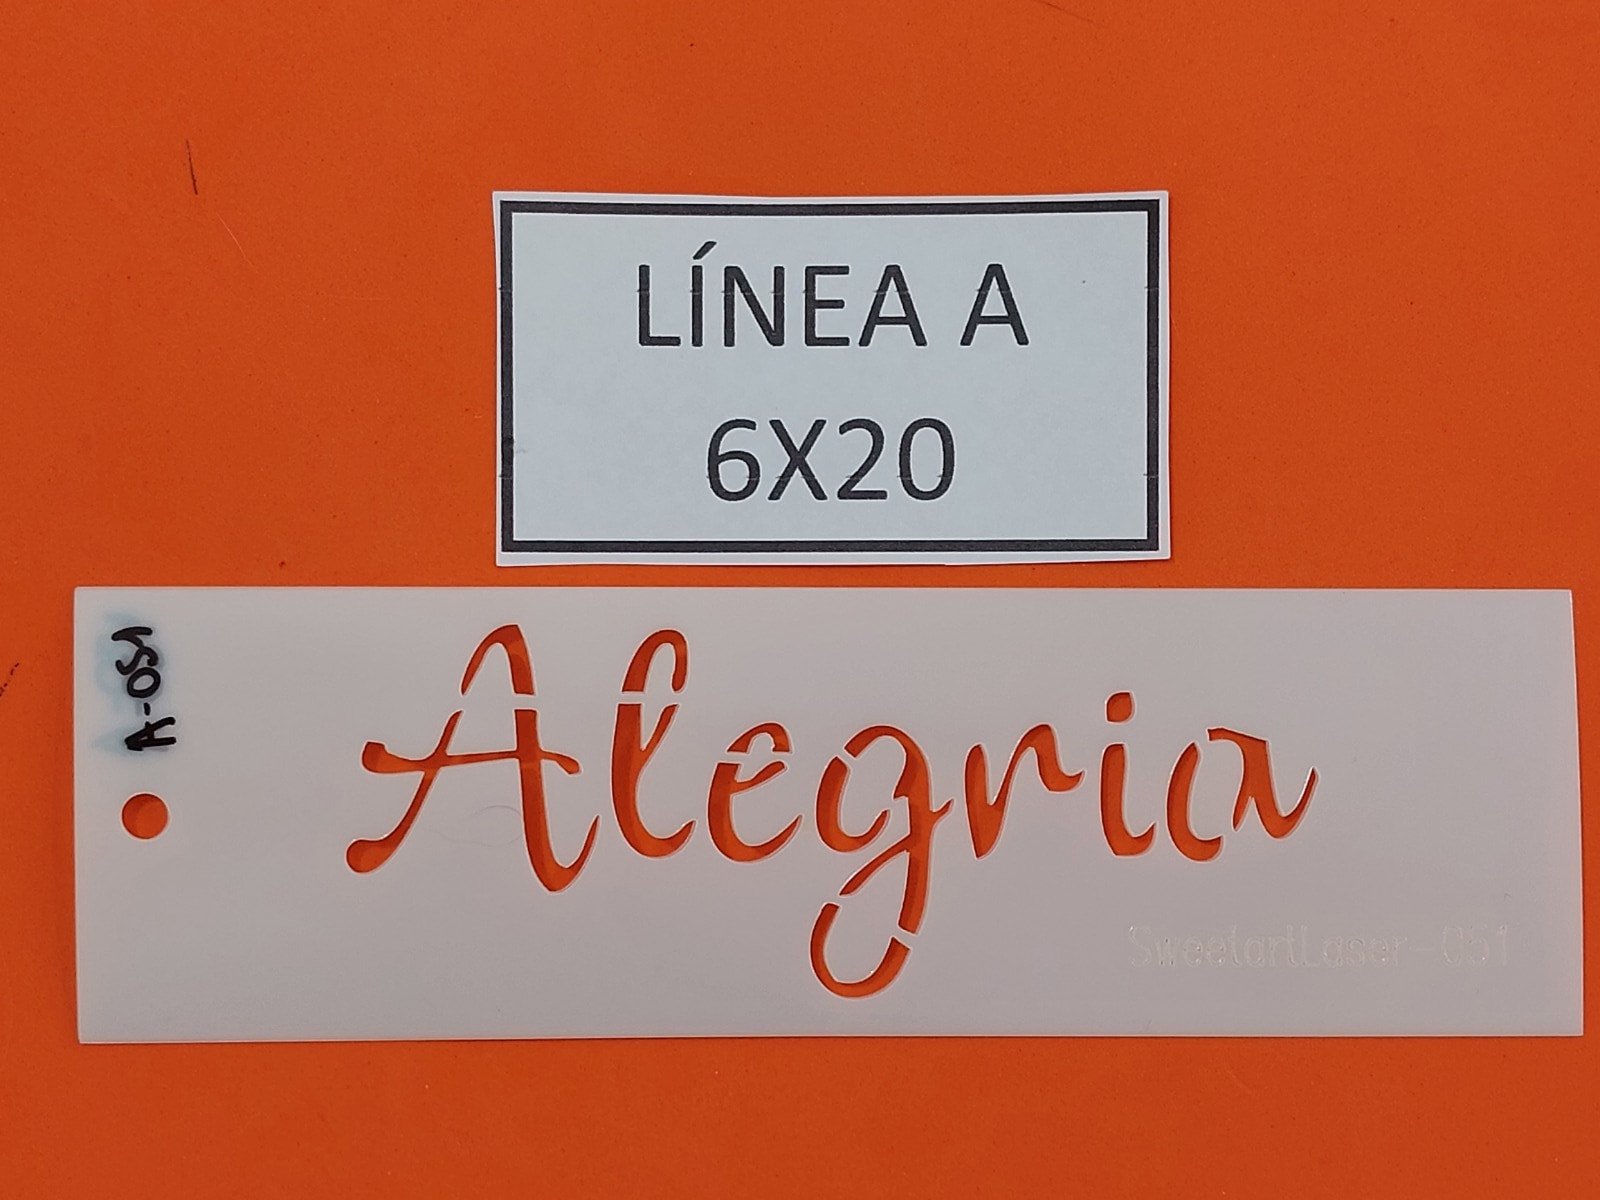 LÍNEA A
6X20
A-051
Alegria
SweetartLaser-051